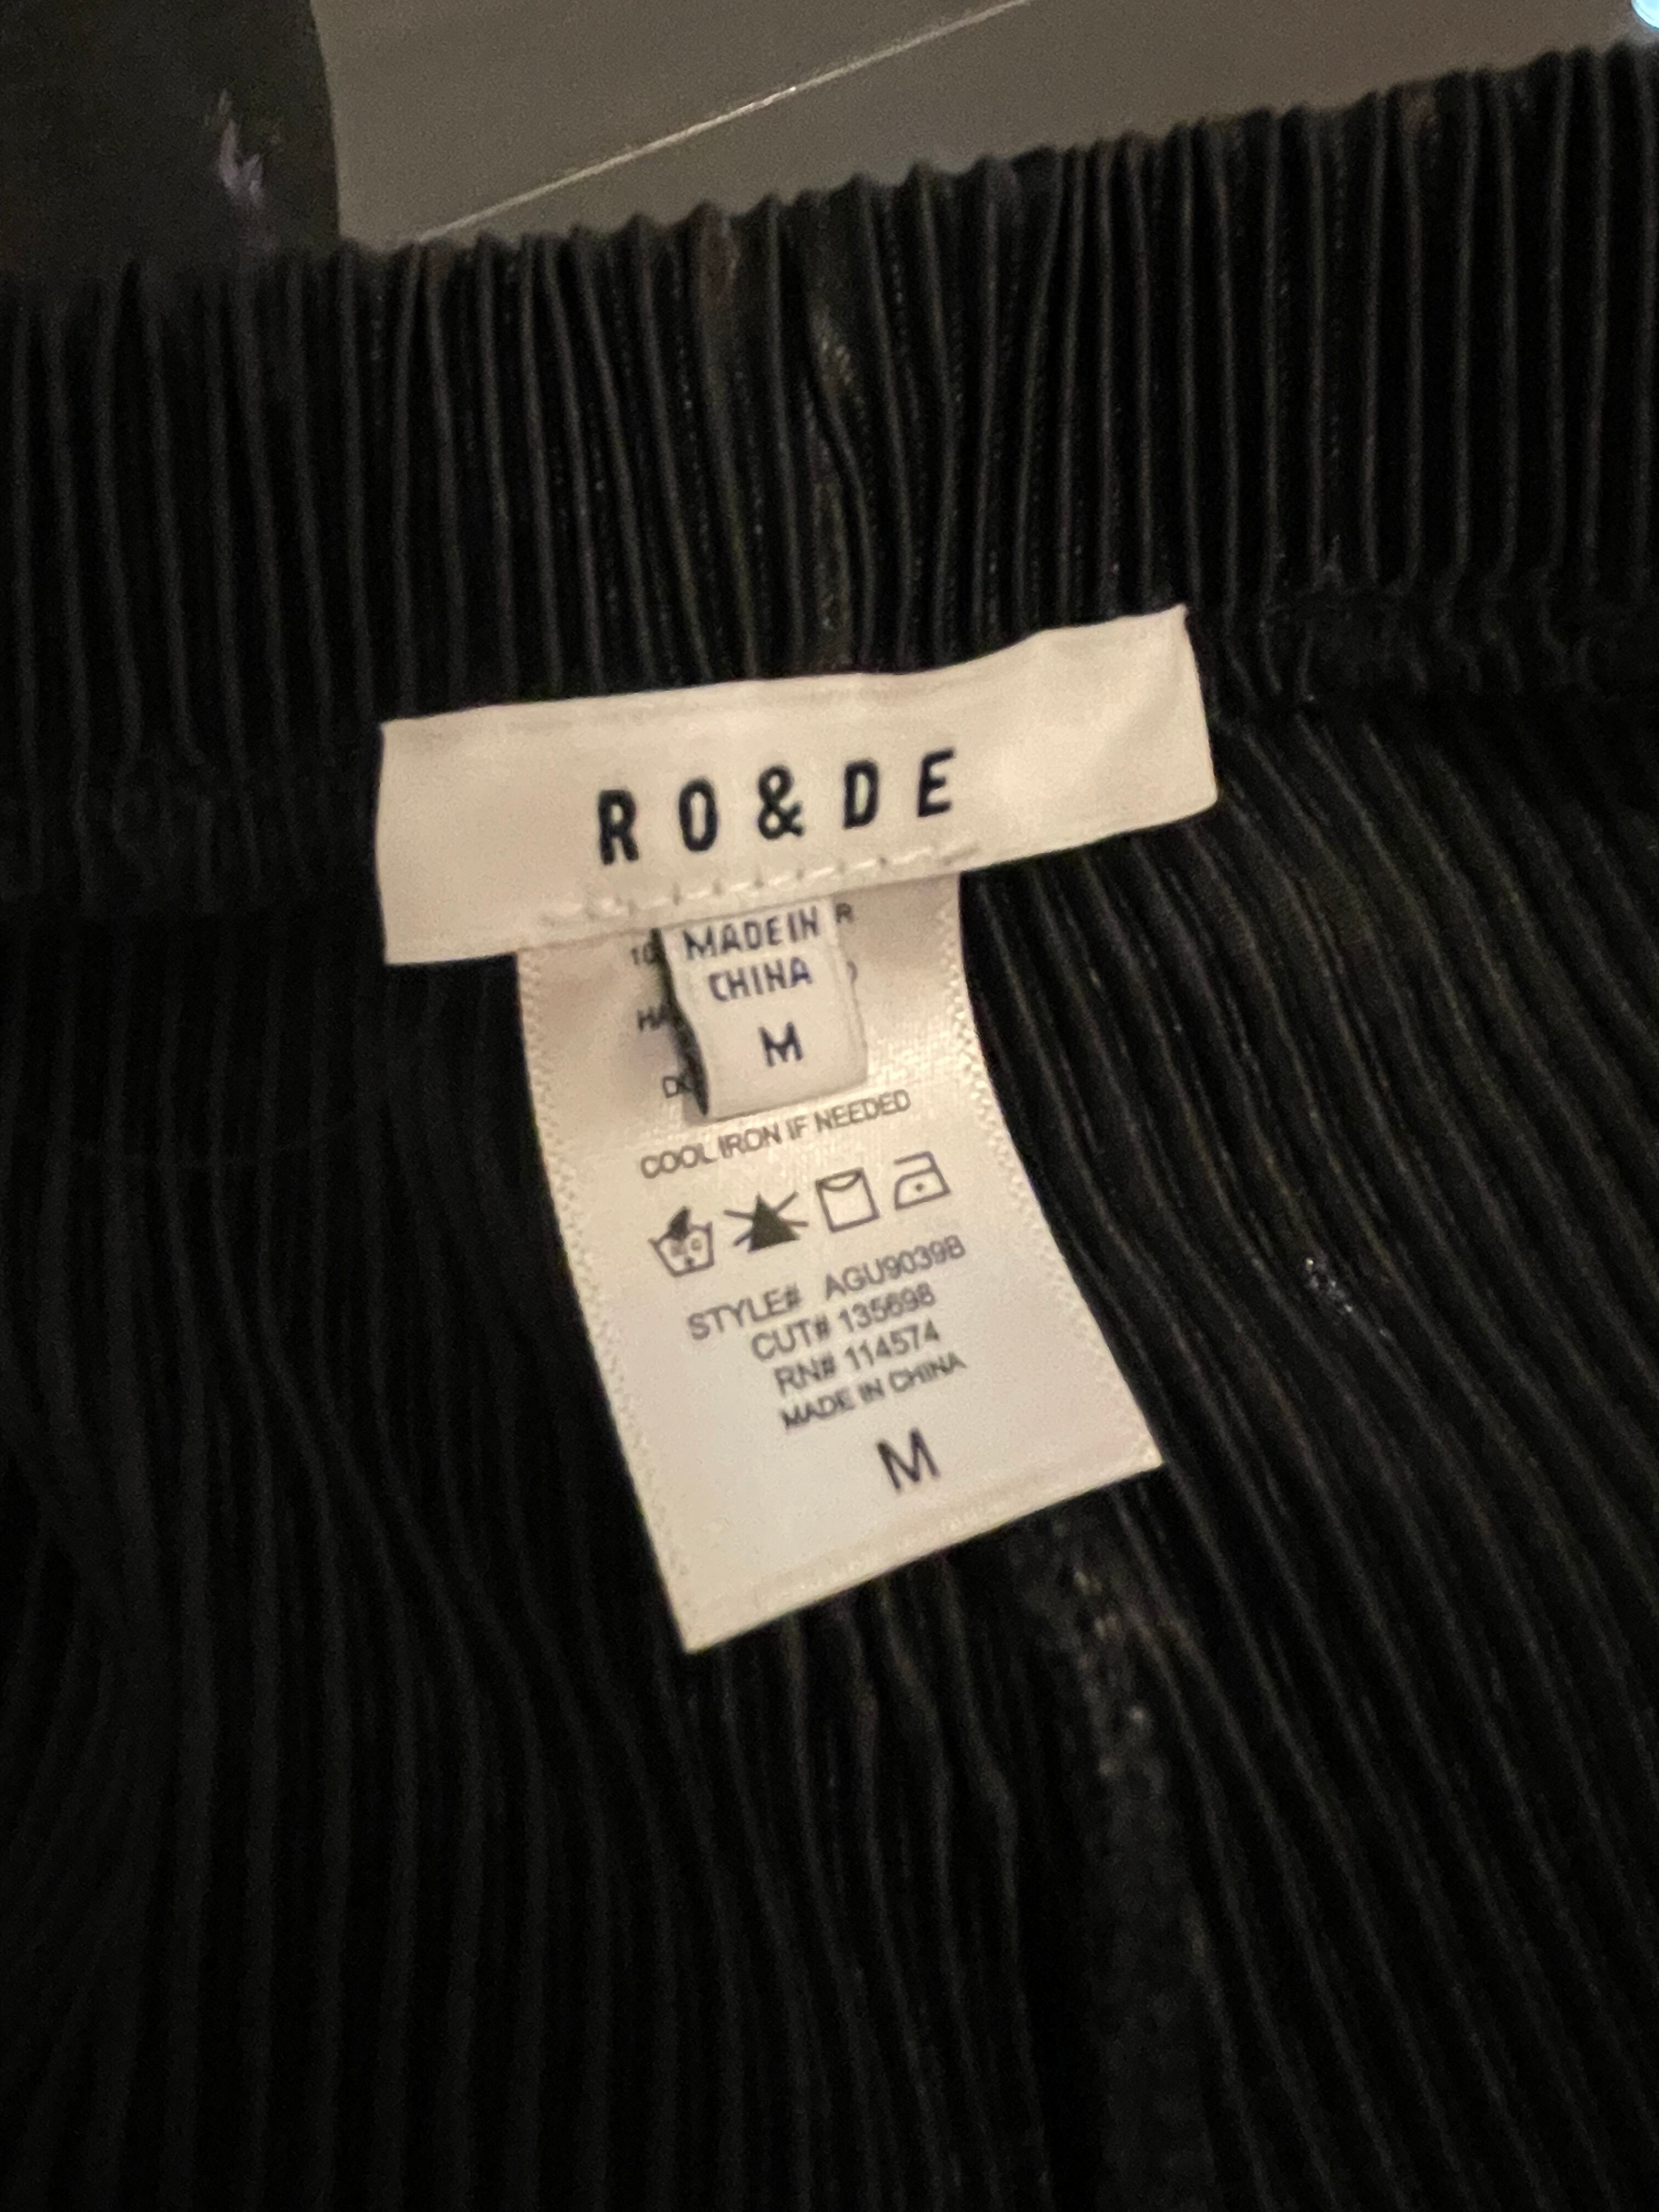 RO&DE
MADE IN
CHINA
M
COOL IRON IF NEEDED
STYLE# AGU9039B
CUT# 135698
RN# 114574
MADE IN CHINA
M